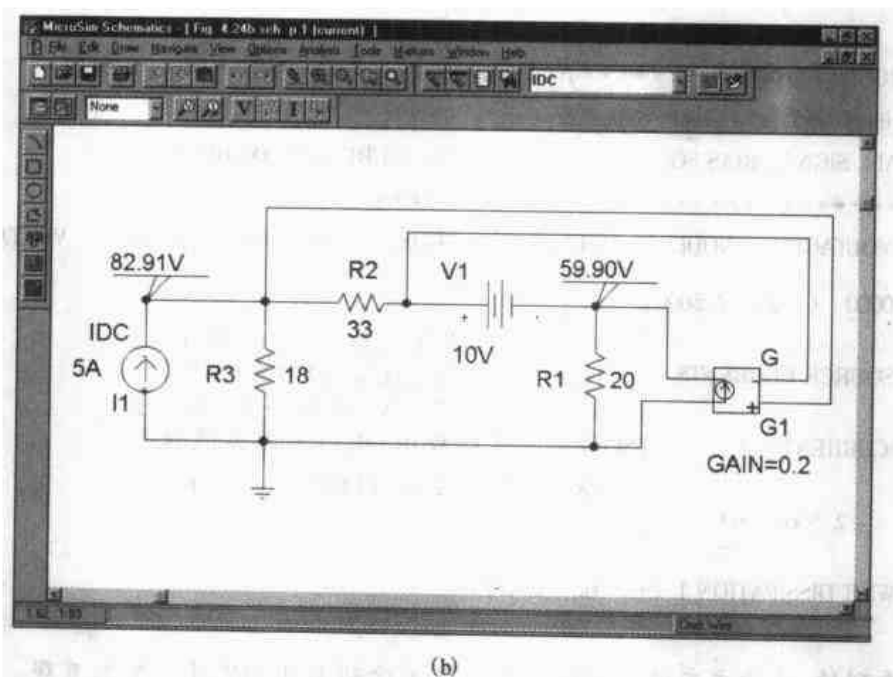 MicroSim Schematics - [ Fig. 4.24b.sch p.1 (current) ]
File Edit Draw Navigate View Options Analysis Tools Markers Window Help
IDC
None
V
I
82.91V
R2
V1
59.90V
33
+
-
10V
IDC
5A
I1
R3
18
R1
20
G
+
G1
GAIN=0.2
(b)